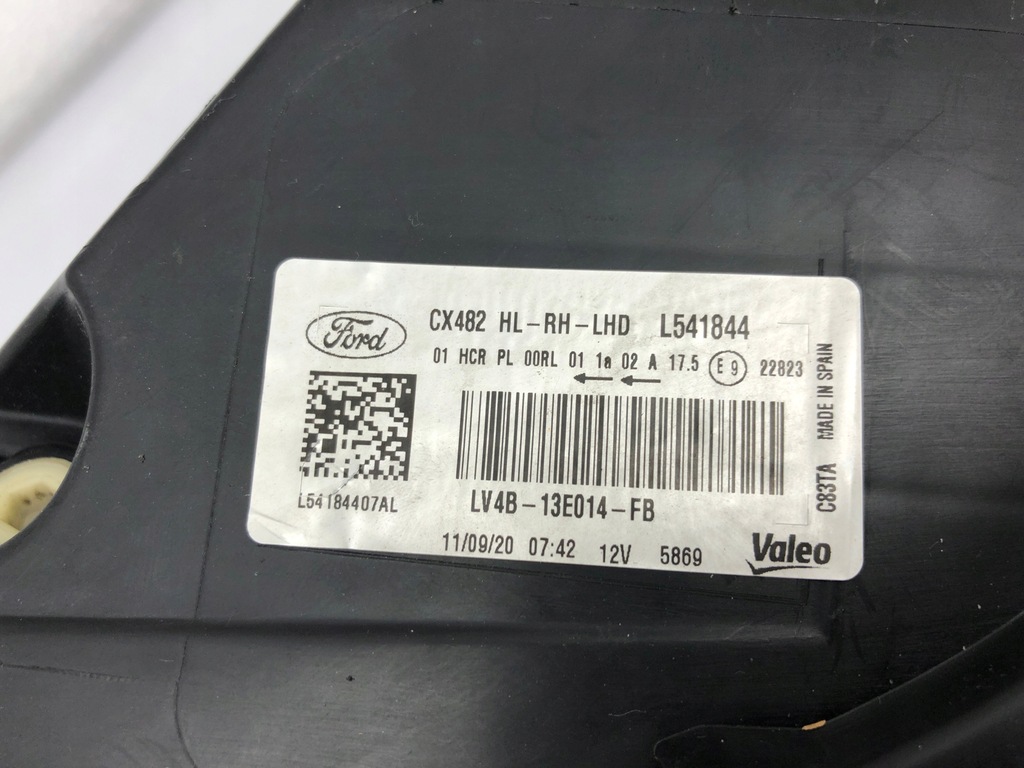 Ford
CX482 HL-RH-LHD L541844
01 HCR PL 00RL 01 1a 02 A 17.5 E9 22823
L54184407AL
LV4B-13E014-FB
11/09/20 07:42 12V 5869
Valeo
C83TA MADE IN SPAIN